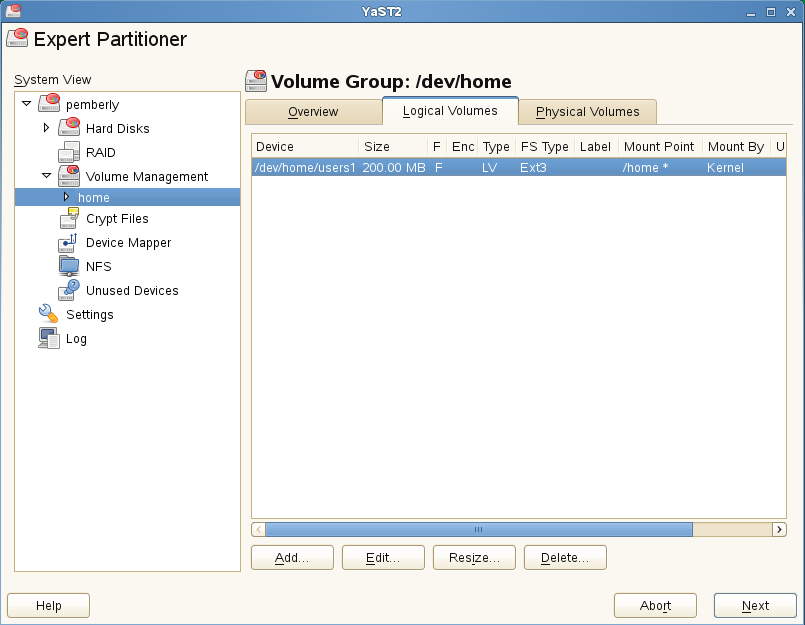 YaST2
Expert Partitioner
System View
pemberly
Hard Disks
RAID
Volume Management
home
Crypt Files
Device Mapper
NFS
Unused Devices
Settings
Log
Volume Group: /dev/home
Overview Logical Volumes Physical Volumes
Device Size F Enc Type FS Type Label Mount Point Mount By U
/dev/home/users1 200.00 MB F LV Ext3 /home * Kernel
Add... Edit... Resize... Delete...
Help Abort Next